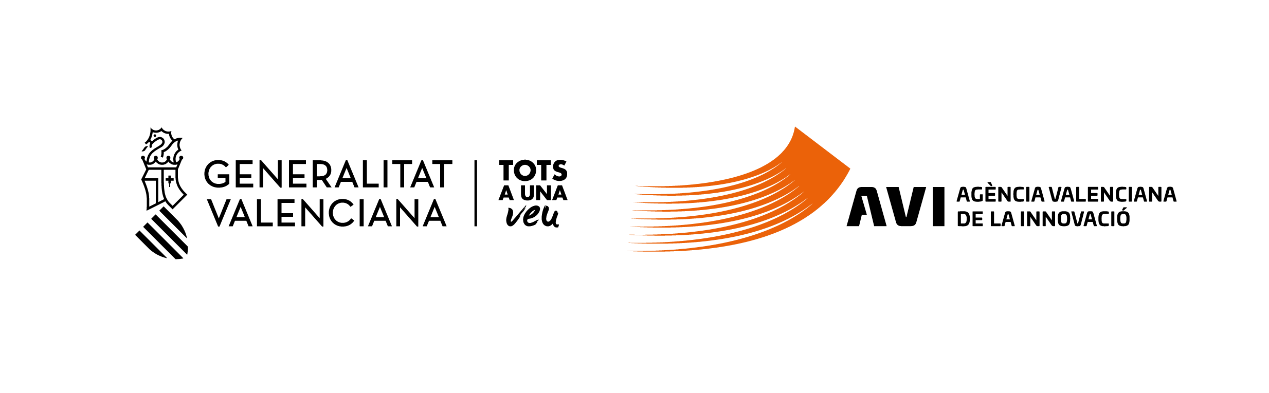 GENERALITAT
VALENCIANA
TOTS
A UNA
veu
AVI
AGÈNCIA VALENCIANA
DE LA INNOVACIÓ